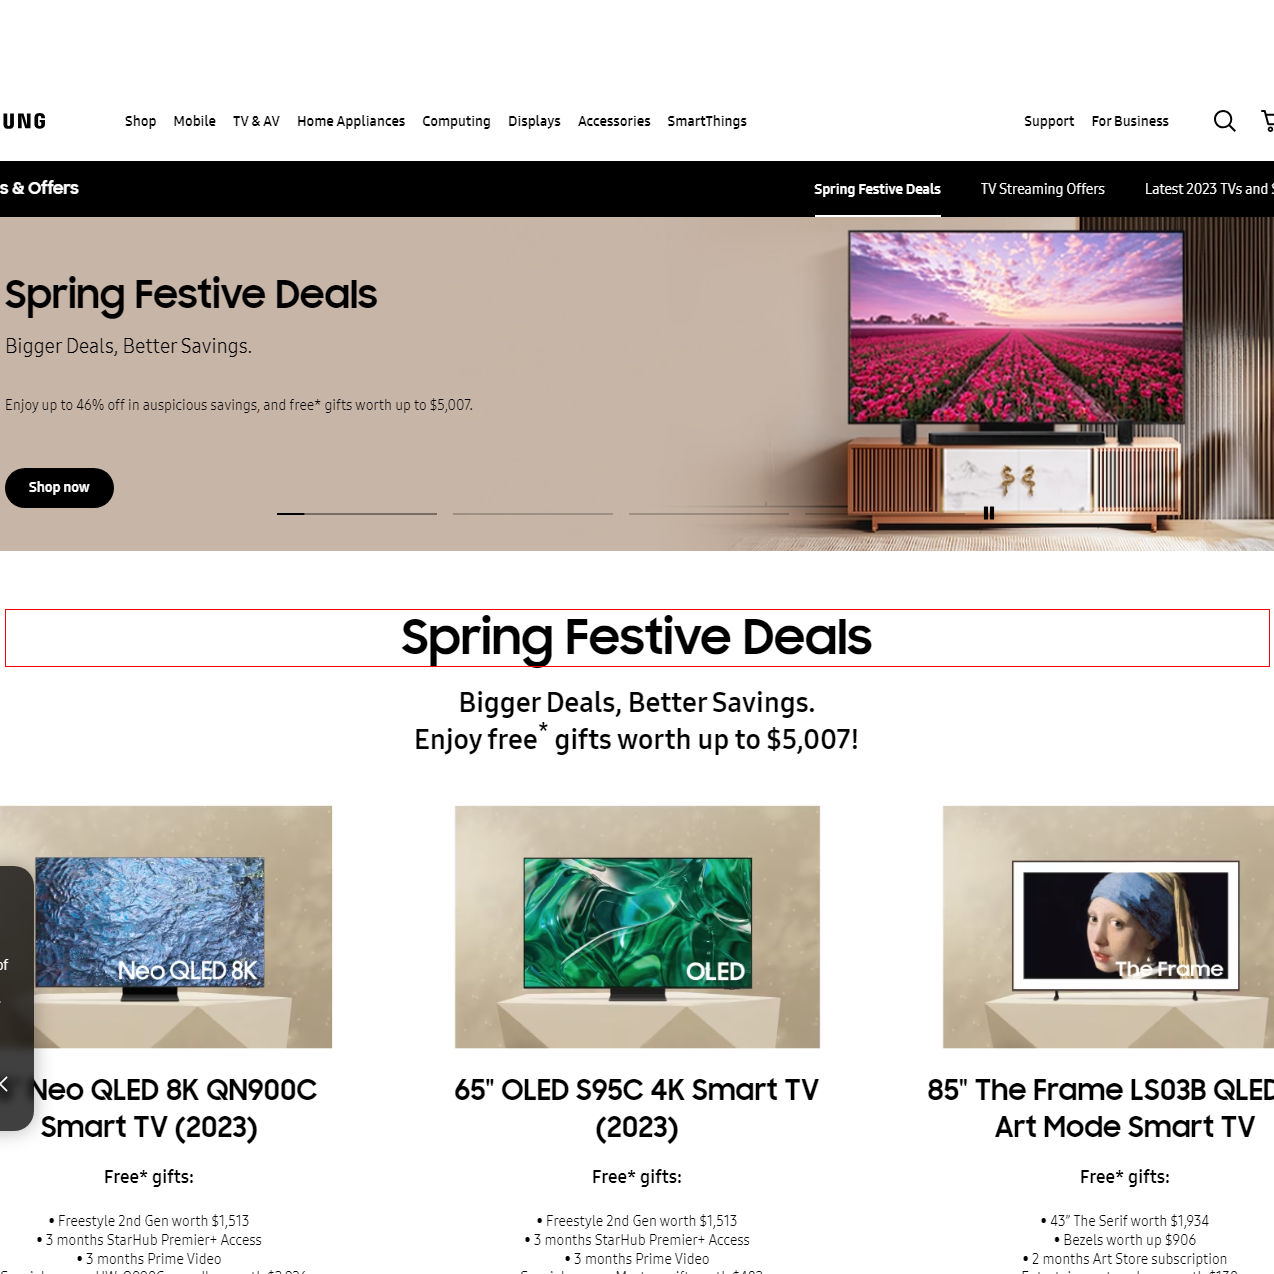 UNG
Shop Mobile TV & AV Home Appliances Computing Displays Accessories SmartThings Support For Business
& Offers Spring Festive Deals TV Streaming Offers Latest 2023 TVs and
Spring Festive Deals
Bigger Deals, Better Savings.
Enjoy up to 46% off in auspicious savings, and free* gifts worth up to $5,007.
Shop now
Spring Festive Deals
Bigger Deals, Better Savings.
Enjoy free* gifts worth up to $5,007!
Neo QLED 8K
OLED
The Frame
of
Neo QLED 8K QN900C
Smart TV (2023)
Free* gifts:
• Freestyle 2nd Gen worth $1,513
• 3 months StarHub Premier+ Access
• 3 months Prime Video
65" OLED S95C 4K Smart TV
(2023)
Free* gifts:
• Freestyle 2nd Gen worth $1,513
• 3 months StarHub Premier+ Access
• 3 months Prime Video
85" The Frame LS03B QLED
Art Mode Smart TV
Free* gifts:
• 43” The Serif worth $1,934
• Bezels worth up $906
• 2 months Art Store subscription